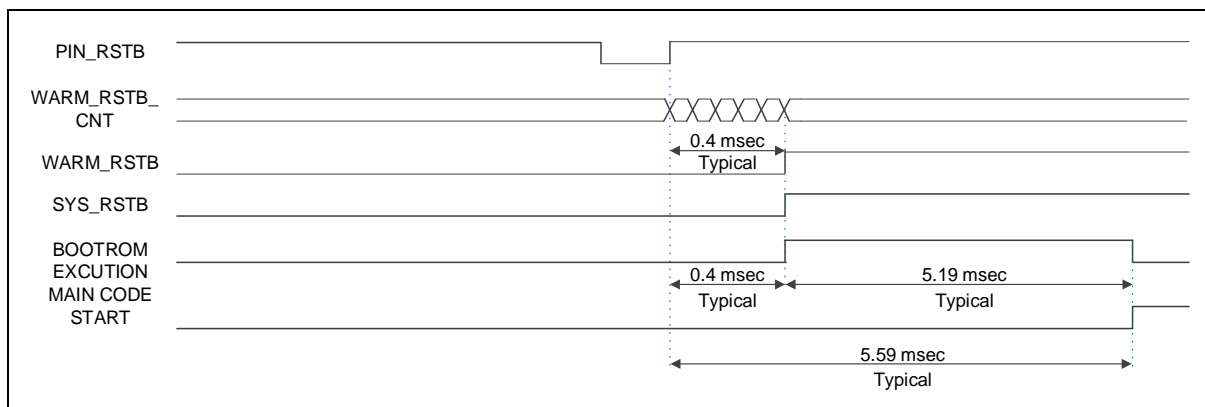 PIN_RSTB
WARM_RSTB_
CNT
0.4 msec
Typical
WARM_RSTB
SYS_RSTB
BOOTROM
EXCUTION
0.4 msec
5.19 msec
Typical
Typical
MAIN CODE
START
5.59 msec
Typical